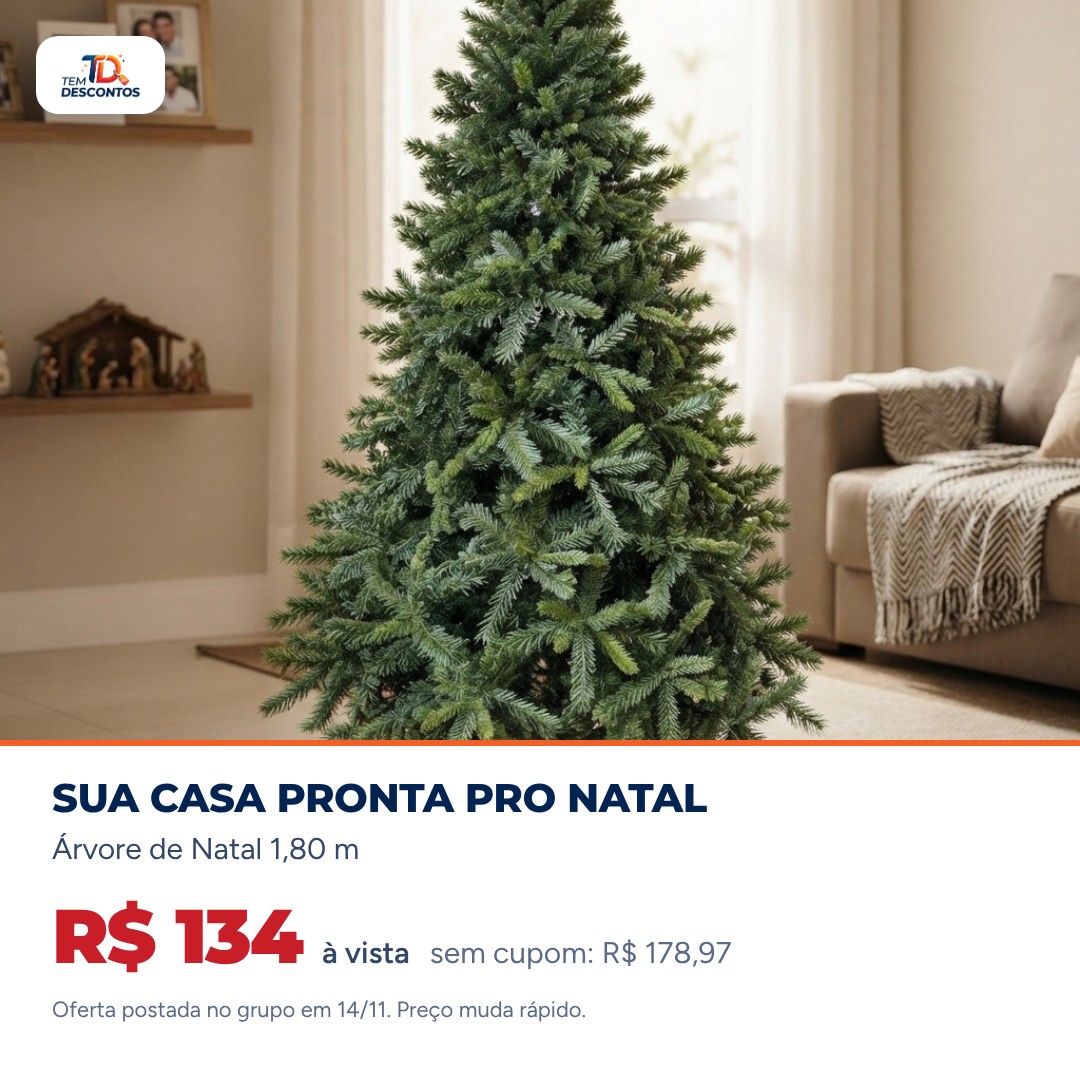 TEM TD
DESCONTOS
SUA CASA PRONTA PRO NATAL
Árvore de Natal 1,80 m
R$ 134 à vista sem cupom: R$ 178,97
Oferta postada no grupo em 14/11. Preço muda rápido.